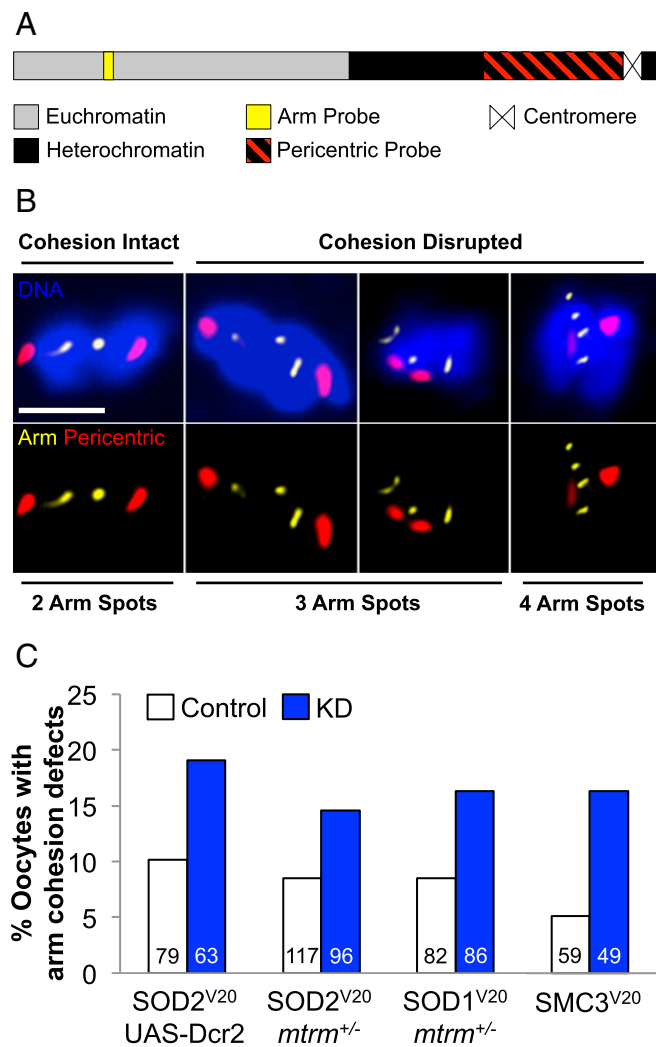 A
Euchromatin
Arm Probe
Centromere
Heterochromatin
Pericentric Probe
B
Cohesion Intact
Cohesion Disrupted
DNA
Arm Pericentric
2 Arm Spots
3 Arm Spots
4 Arm Spots
C
% Oocytes with
arm cohesion defects
25
20
15
10
5
0
Control
KD
79 63 117 96 82 86 59 49
SOD2V20 SOD2V20 SOD1V20 SMC3V20
UAS-Dcr2 mtrm+/- mtrm+/-